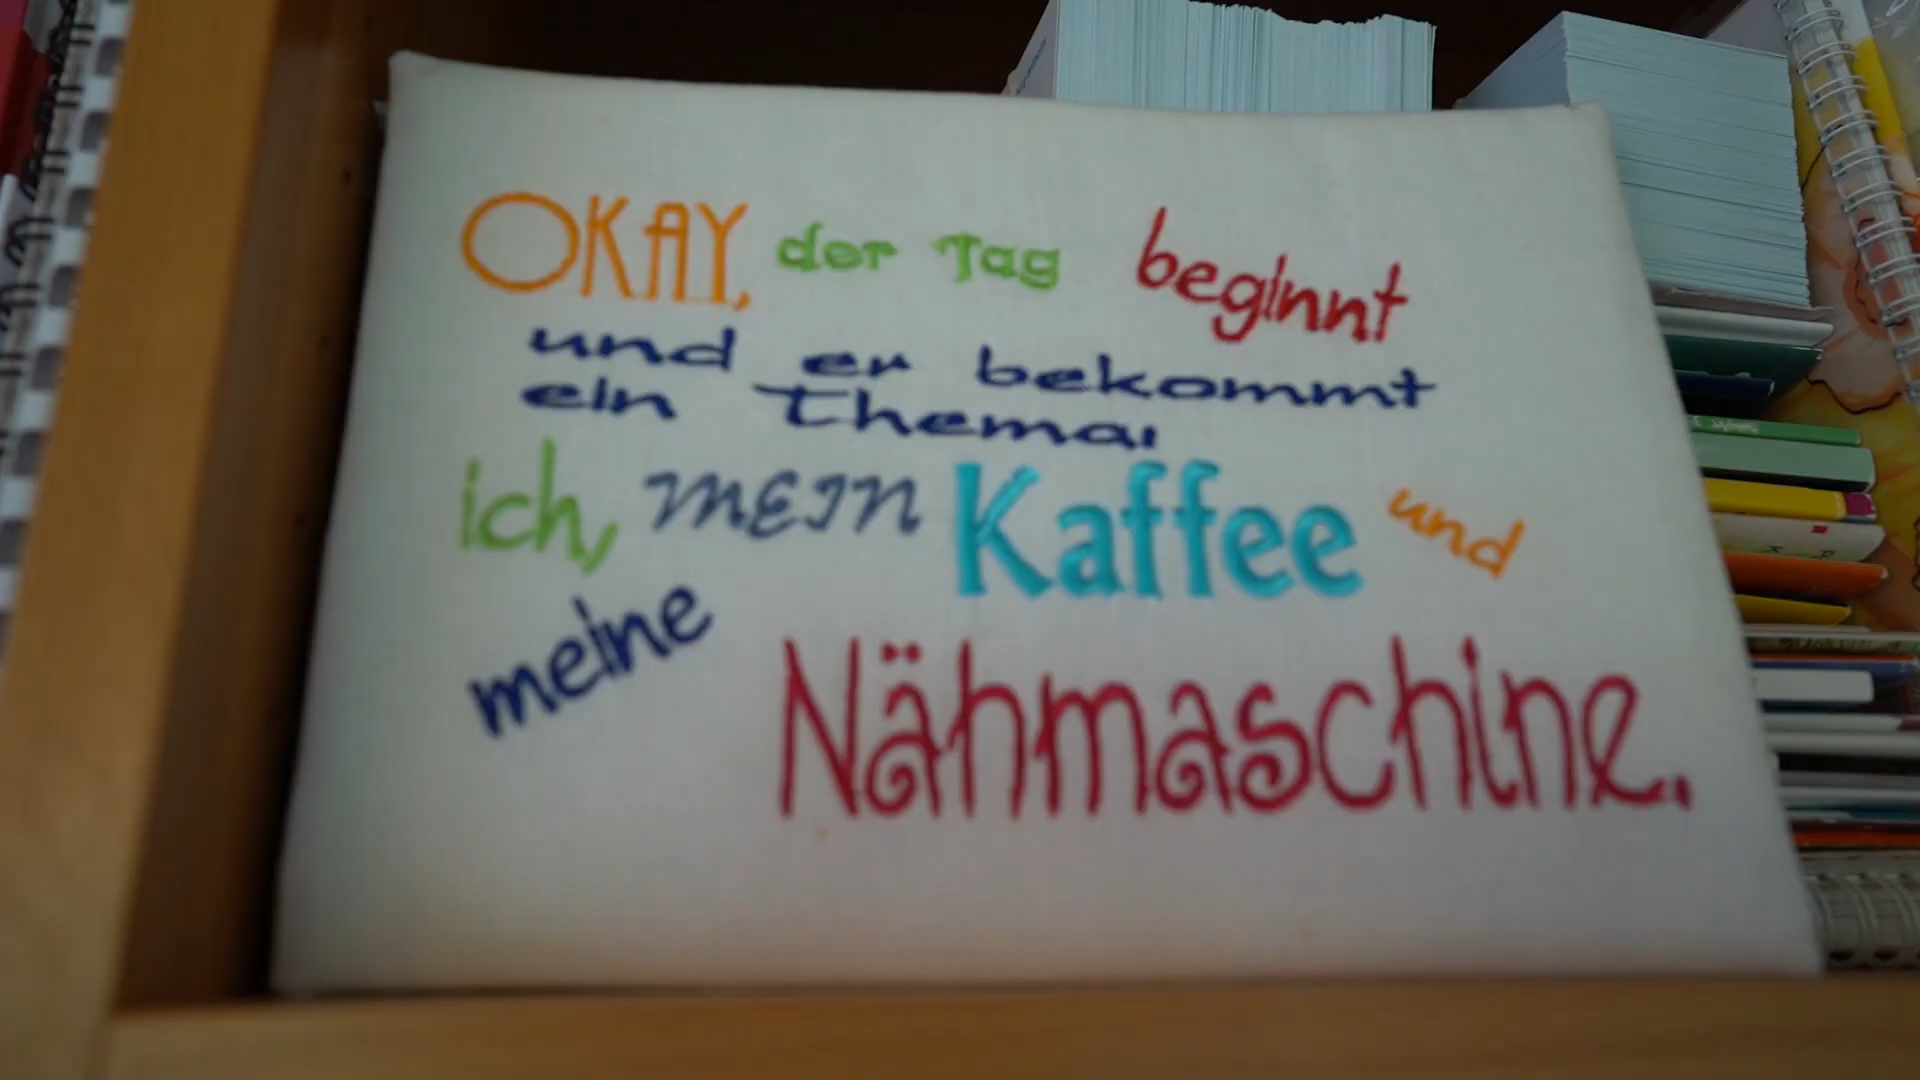 OKAY, der Tag beginnt
und er bekommt
ein Thema:
ich, MEIN Kaffee und
meine
Nähmaschine.